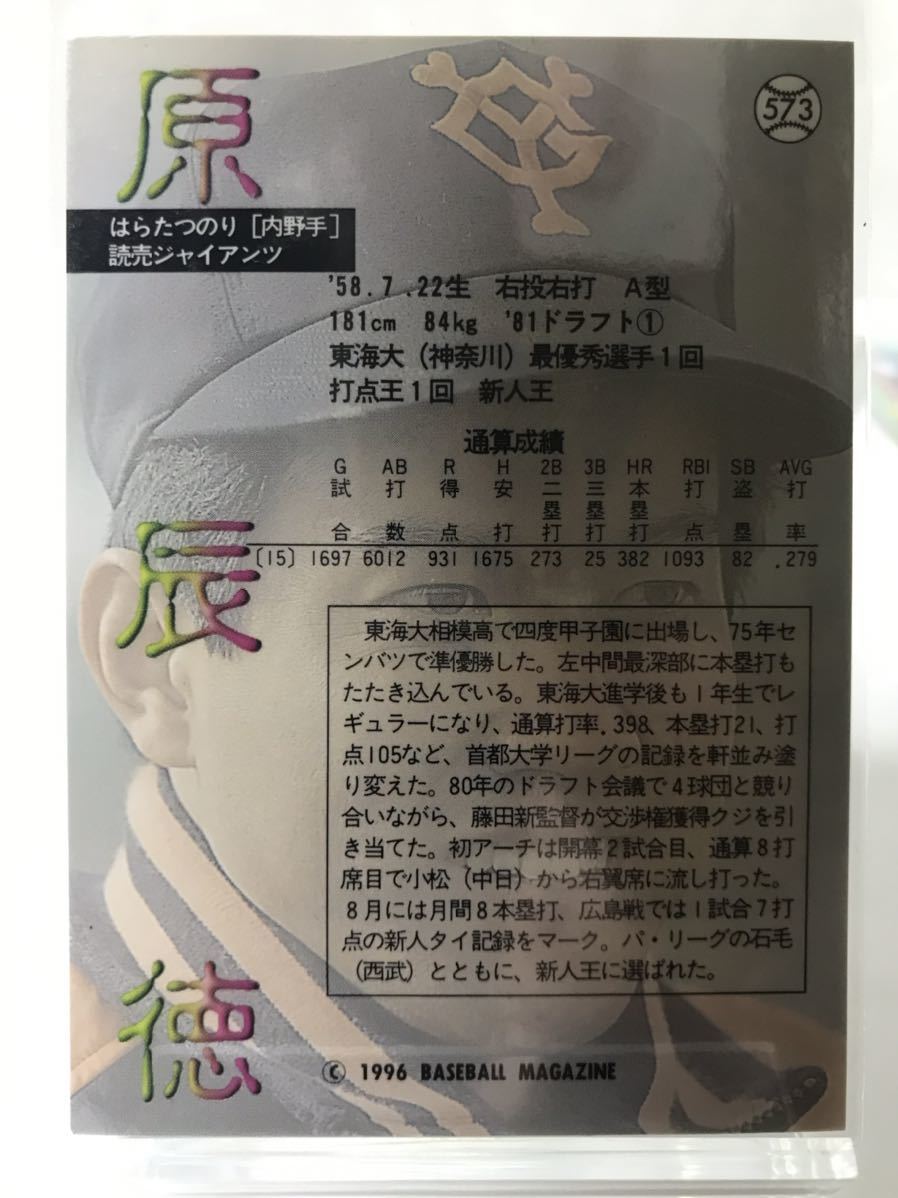 原辰徳
573
はらたつのり[内野手]
読売ジャイアンツ
'58.7.22生 右投右打 A型
181cm 84kg '81ドラフト①
東海大(神奈川)最優秀選手1回
打点王1回 新人王
通算成績
G AB R H 2B 3B HR RBI SB AVG
試合 打数 得点 安打 二塁打 三塁打 本塁打 打点 盗塁 打率
〔15〕 1697 6012 931 1675 273 25 382 1093 82 .279
東海大相模高で四度甲子園に出場し、75年セ
ンバツで準優勝した。左中間最深部に本塁打も
たたき込んでいる。東海大進学後も1年生でレ
ギュラーになり、通算打率.398、本塁打21、打
点105など、首都大学リーグの記録を軒並み塗
り変えた。80年のドラフト会議で4球団と競り
合いながら、藤田新監督が交渉権獲得クジを引
き当てた。初アーチは開幕2試合目、通算8打
席目で小松(中日)から右翼席に流し打った。
8月には月間8本塁打、広島戦では1試合7打
点の新人タイ記録をマーク。パ・リーグの石毛
(西武)とともに、新人王に選ばれた。
© 1996 BASEBALL MAGAZINE